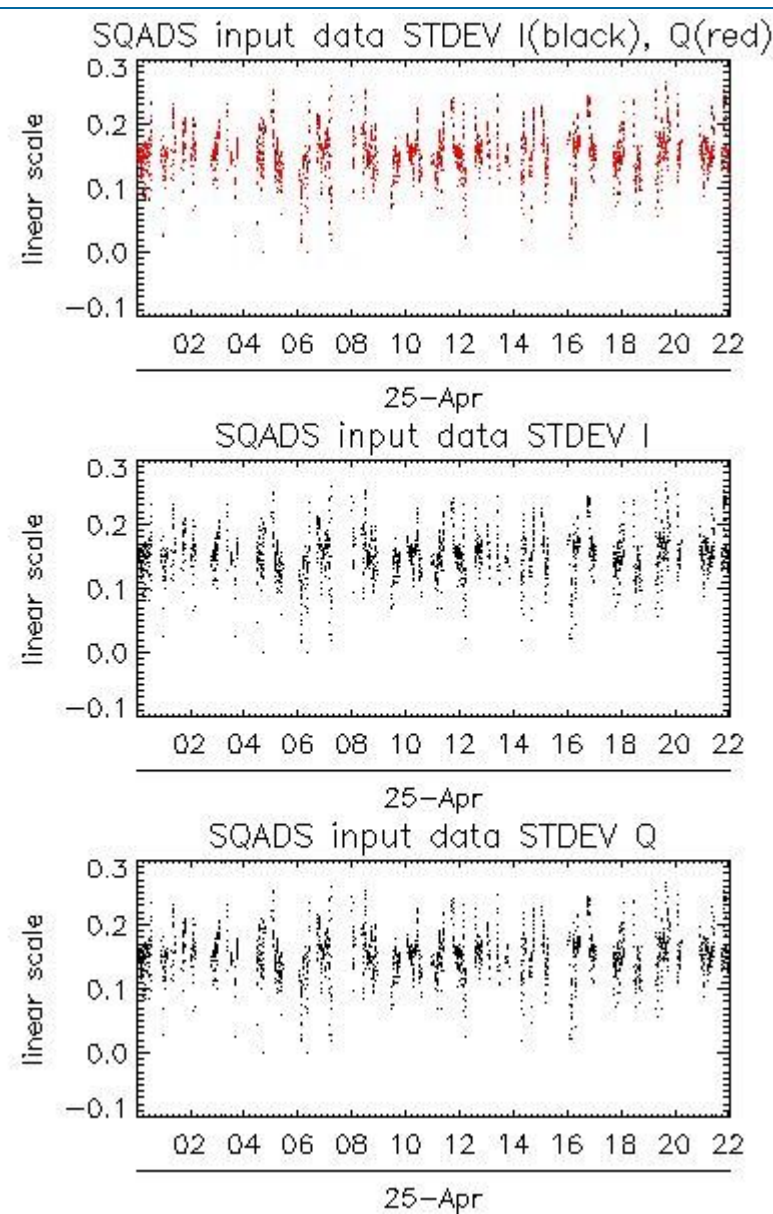 SQADS input data STDEV I(black), Q(red)
0.3
0.2
0.1
0.0
-0.1
linear scale
02 04 06 08 10 12 14 16 18 20 22
25-Apr
SQADS input data STDEV I
0.3
0.2
0.1
0.0
-0.1
linear scale
02 04 06 08 10 12 14 16 18 20 22
25-Apr
SQADS input data STDEV Q
0.3
0.2
0.1
0.0
-0.1
linear scale
02 04 06 08 10 12 14 16 18 20 22
25-Apr